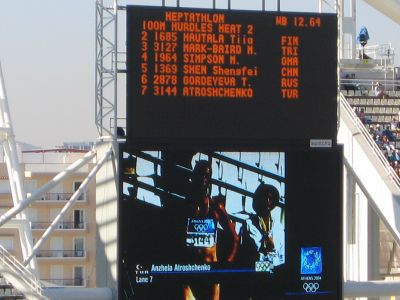 HEPTATHLON WB 12.64
100M HURDLES HEAT 2
2 1685 HAUTALA Tiia FIN
3 3127 MARK-BAIRD M. TRI
4 1964 SIMPSON M. GHA
5 1369 SHEN Shengfei CHN
6 2878 GORDEYEVA T. RUS
7 3144 ATROSHCHENKO TUR
3144
Anzhela Atroshchenko
TUR
Lane 7
ATHENS 2004